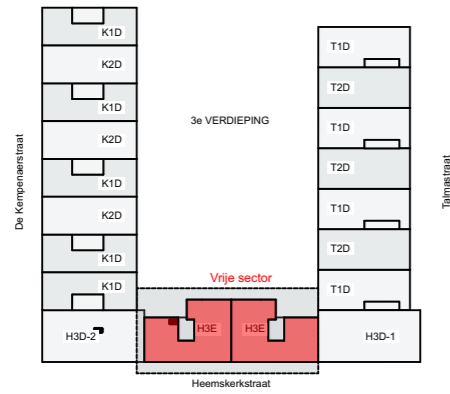 K1D
K2D
K1D
K2D
K1D
K2D
K1D
K1D
H3D-2
De Kempenaerstraat
3e VERDIEPING
Vrije sector
H3E
H3E
Heemskerkstraat
T1D
T2D
T1D
T2D
T1D
T2D
T1D
H3D-1
Talmastraat